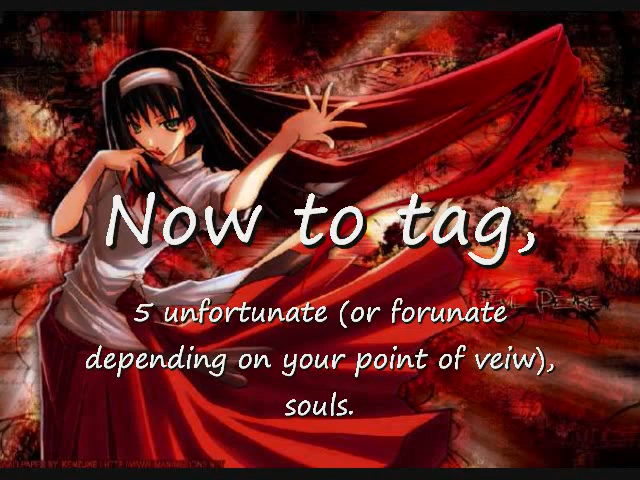 Now to tag,
5 unfortunate (or forunate
depending on your point of veiw),
souls.